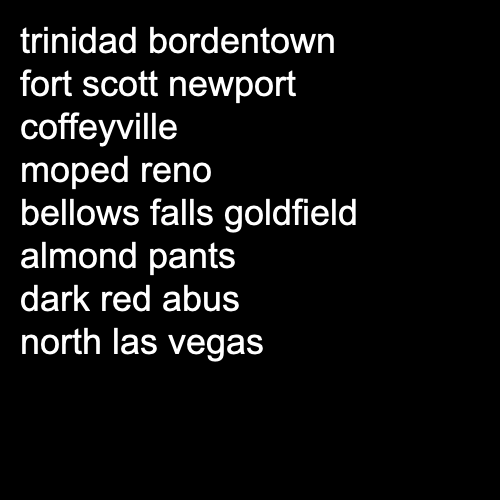 trinidad bordentown
fort scott newport
coffeyville
moped reno
bellows falls goldfield
almond pants
dark red abus
north las vegas